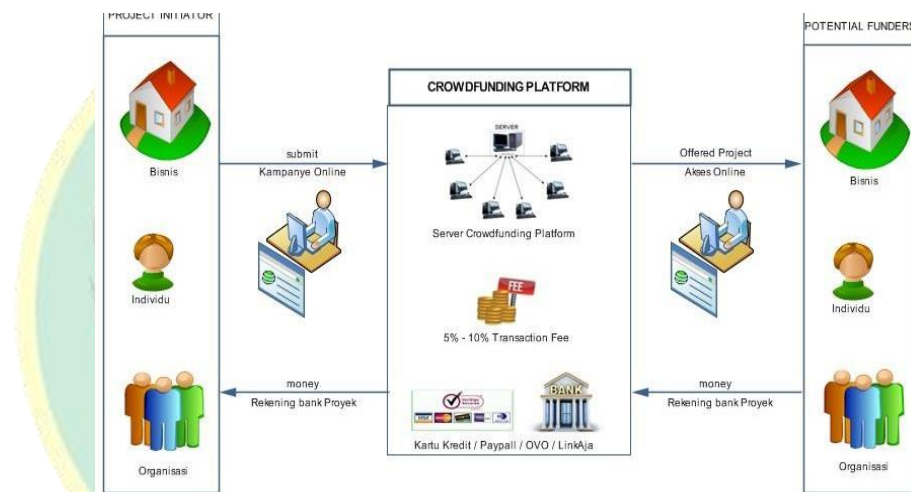 PROJECT INITIATOR
Bisnis
Individu
Organisasi
submit
Kampanye Online
money
Rekening bank Proyek
CROWDFUNDING PLATFORM
SERVER
Server Crowdfunding Platform
FEE
5% - 10% Transaction Fee
VISA
BANK
Kartu Kredit / Paypall / OVO / LinkAja
Offered Project
Akses Online
money
Rekening bank Proyek
POTENTIAL FUNDERS
Bisnis
Individu
Organisasi